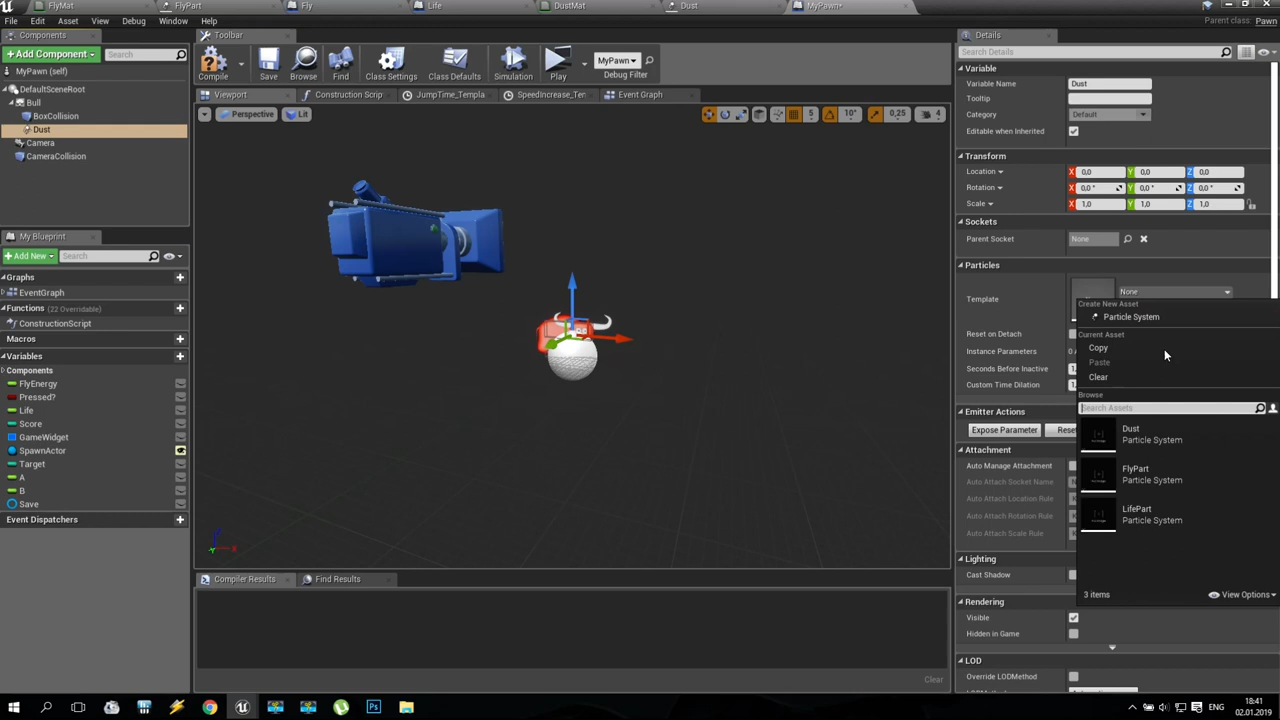 FlyMat
FlyPart
Fly
Life
DustMat
Dust
MyPawn*
File Edit Asset View Debug Window Help
Parent class: Pawn
Components
Toolbar
Details
+ Add Component
Search
Search Details
MyPawn (self)
DefaultSceneRoot
Bull
BoxCollision
Dust
Camera
CameraCollision
Compile
Save
Browse
Find
Class Settings
Class Defaults
Simulation
Play
MyPawn
Debug Filter
Viewport
Construction Scrip
JumpTime_Templa
SpeedIncrease_Ten
Event Graph
Perspective
Lit
5
10°
0,25
4
Variable
Variable Name
Dust
Tooltip
Category
Default
Editable when Inherited
Transform
Location
X 0,0 Y 0,0 Z 0,0
Rotation
X 0,0 ° Y 0,0 ° Z 0,0 °
Scale
X 1,0 Y 1,0 Z 1,0
Sockets
Parent Socket
None
Particles
Template
None
Create New Asset
Particle System
Current Asset
Copy
Paste
Clear
Browse
Search Assets
Dust
Particle System
FlyPart
Particle System
LifePart
Particle System
3 items
View Options
Reset on Detach
Instance Parameters
Seconds Before Inactive
Custom Time Dilation
Emitter Actions
Expose Parameter
Attachment
Auto Manage Attachment
Auto Attach Socket Name
Auto Attach Location Rule
Auto Attach Rotation Rule
Auto Attach Scale Rule
Lighting
Cast Shadow
Rendering
Visible
Hidden in Game
LOD
Override LODMethod
My Blueprint
+ Add New
Search
Graphs
EventGraph
Functions (22 Overridable)
ConstructionScript
Macros
Variables
Components
FlyEnergy
Pressed?
Life
Score
GameWidget
SpawnActor
Target
A
B
Save
Event Dispatchers
Compiler Results
Find Results
Clear
ENG
18:41
02.01.2019